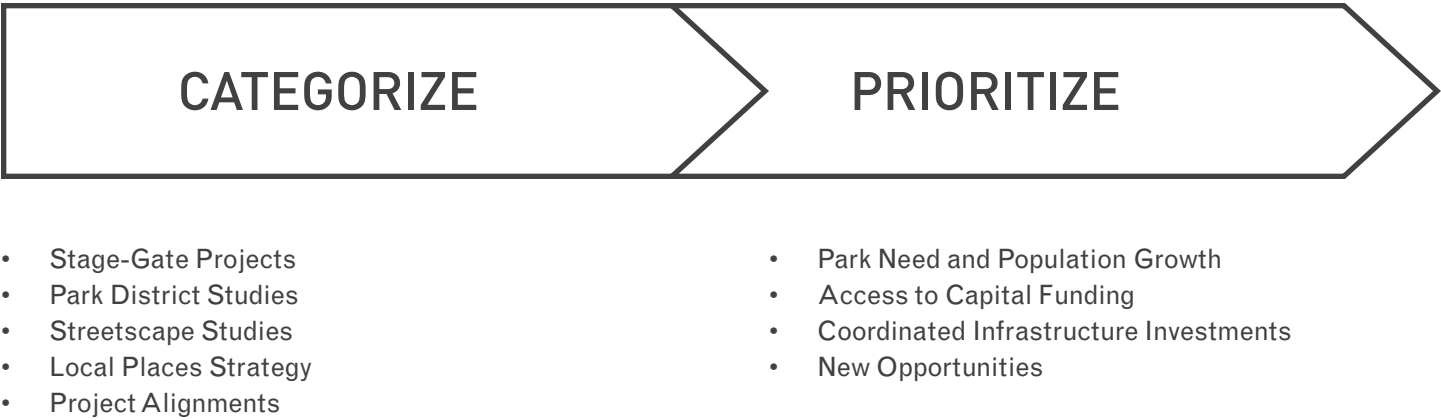 CATEGORIZE
PRIORITIZE
• Stage-Gate Projects
• Park District Studies
• Streetscape Studies
• Local Places Strategy
• Project Alignments
• Park Need and Population Growth
• Access to Capital Funding
• Coordinated Infrastructure Investments
• New Opportunities